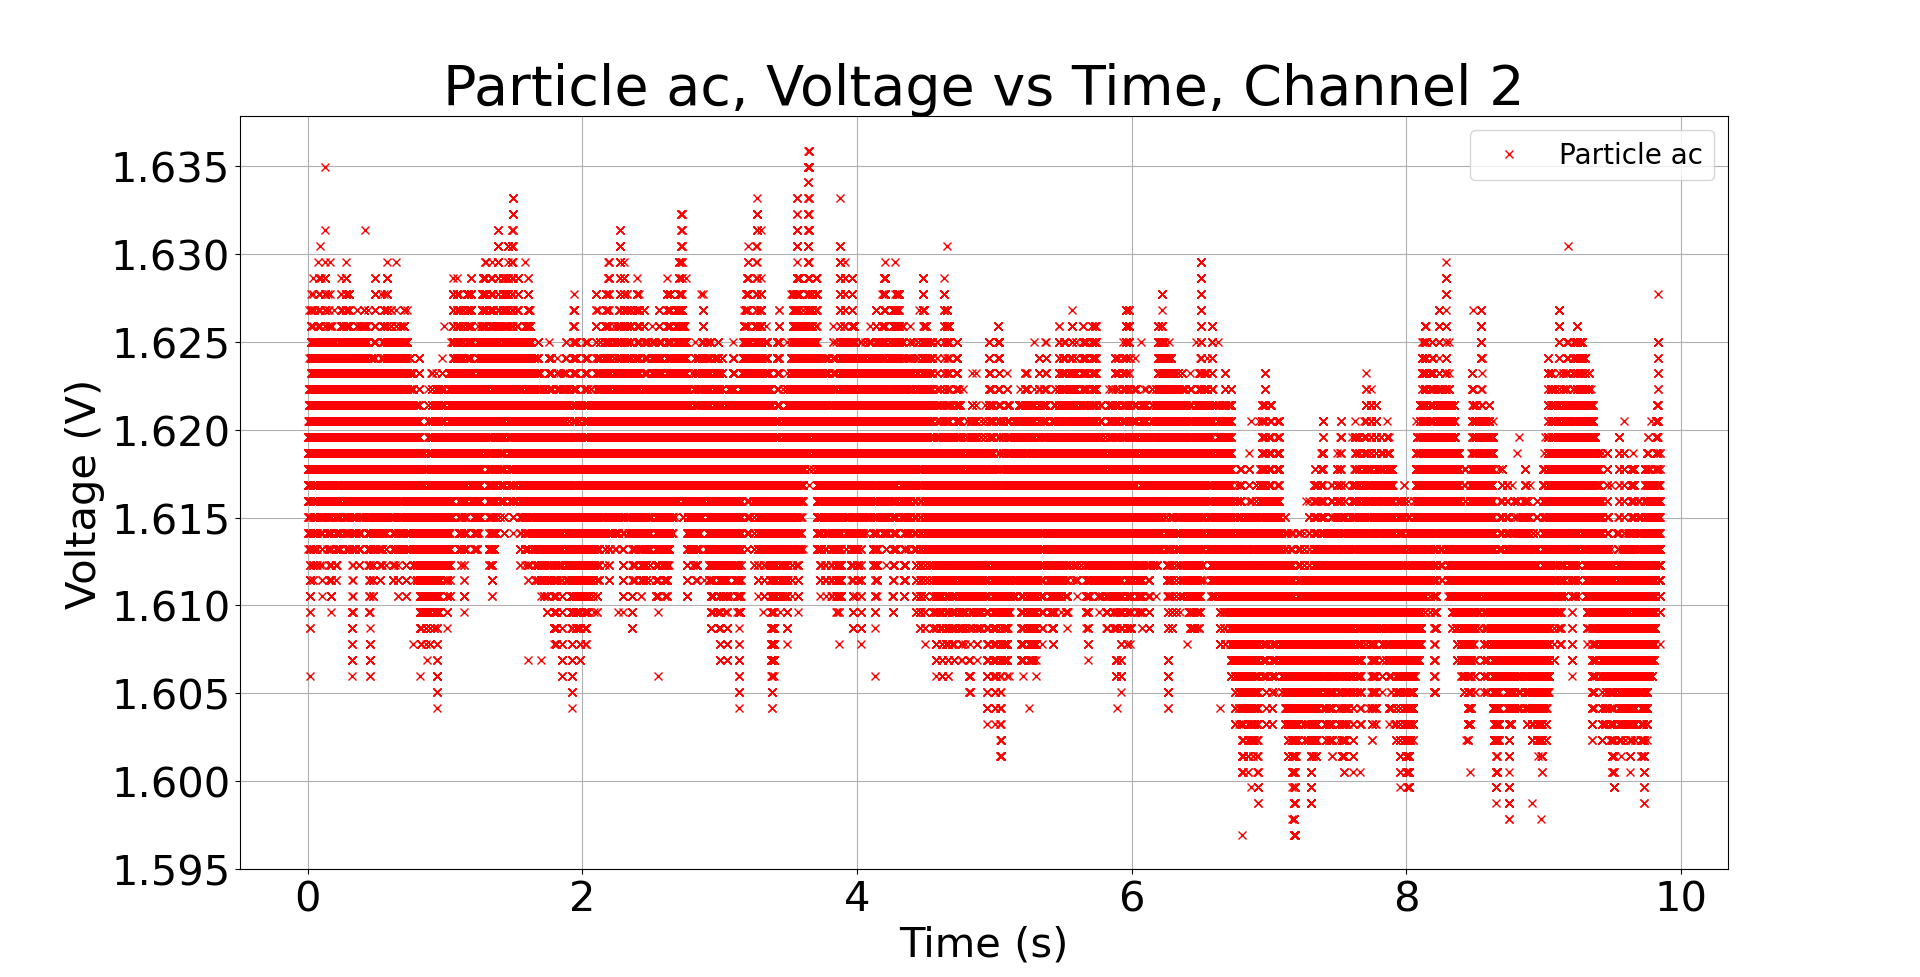 Particle ac, Voltage vs Time, Channel 2
Particle ac
Voltage (V)
1.635
1.630
1.625
1.620
1.615
1.610
1.605
1.600
1.595
0 2 4 6 8 10
Time (s)